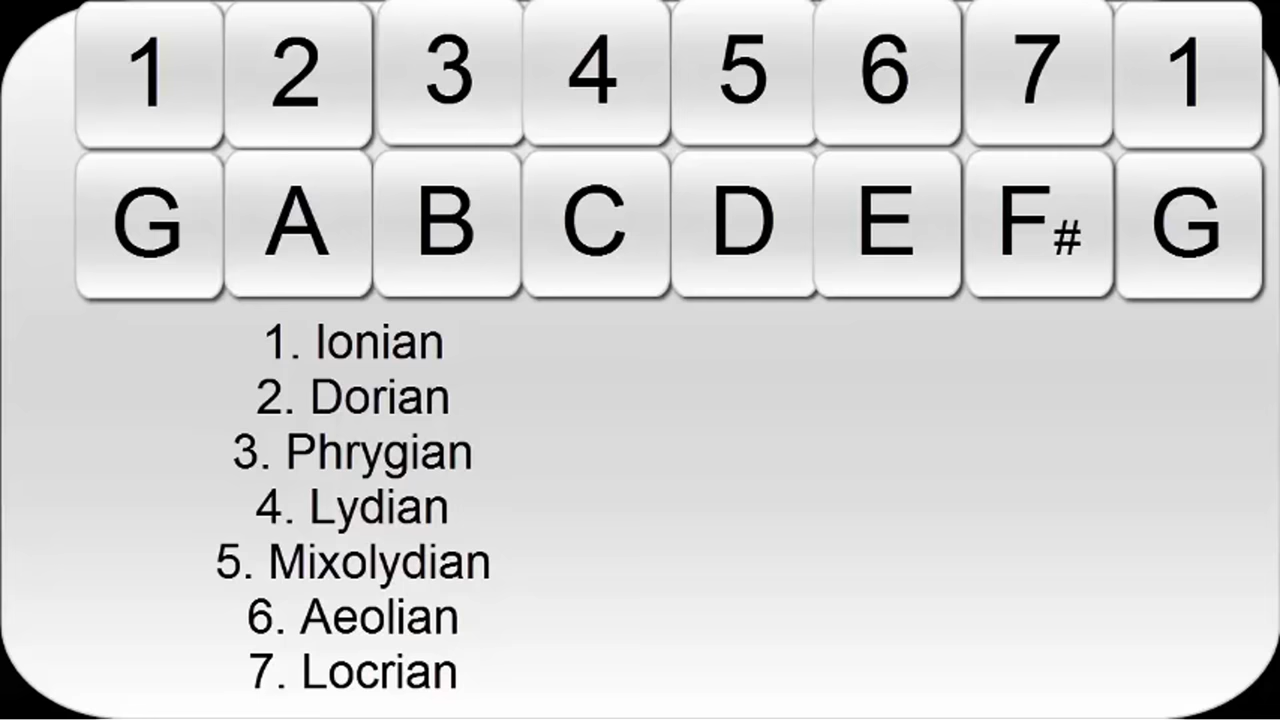 1 2 3 4 5 6 7 1
G A B C D E F# G
1. Ionian
2. Dorian
3. Phrygian
4. Lydian
5. Mixolydian
6. Aeolian
7. Locrian